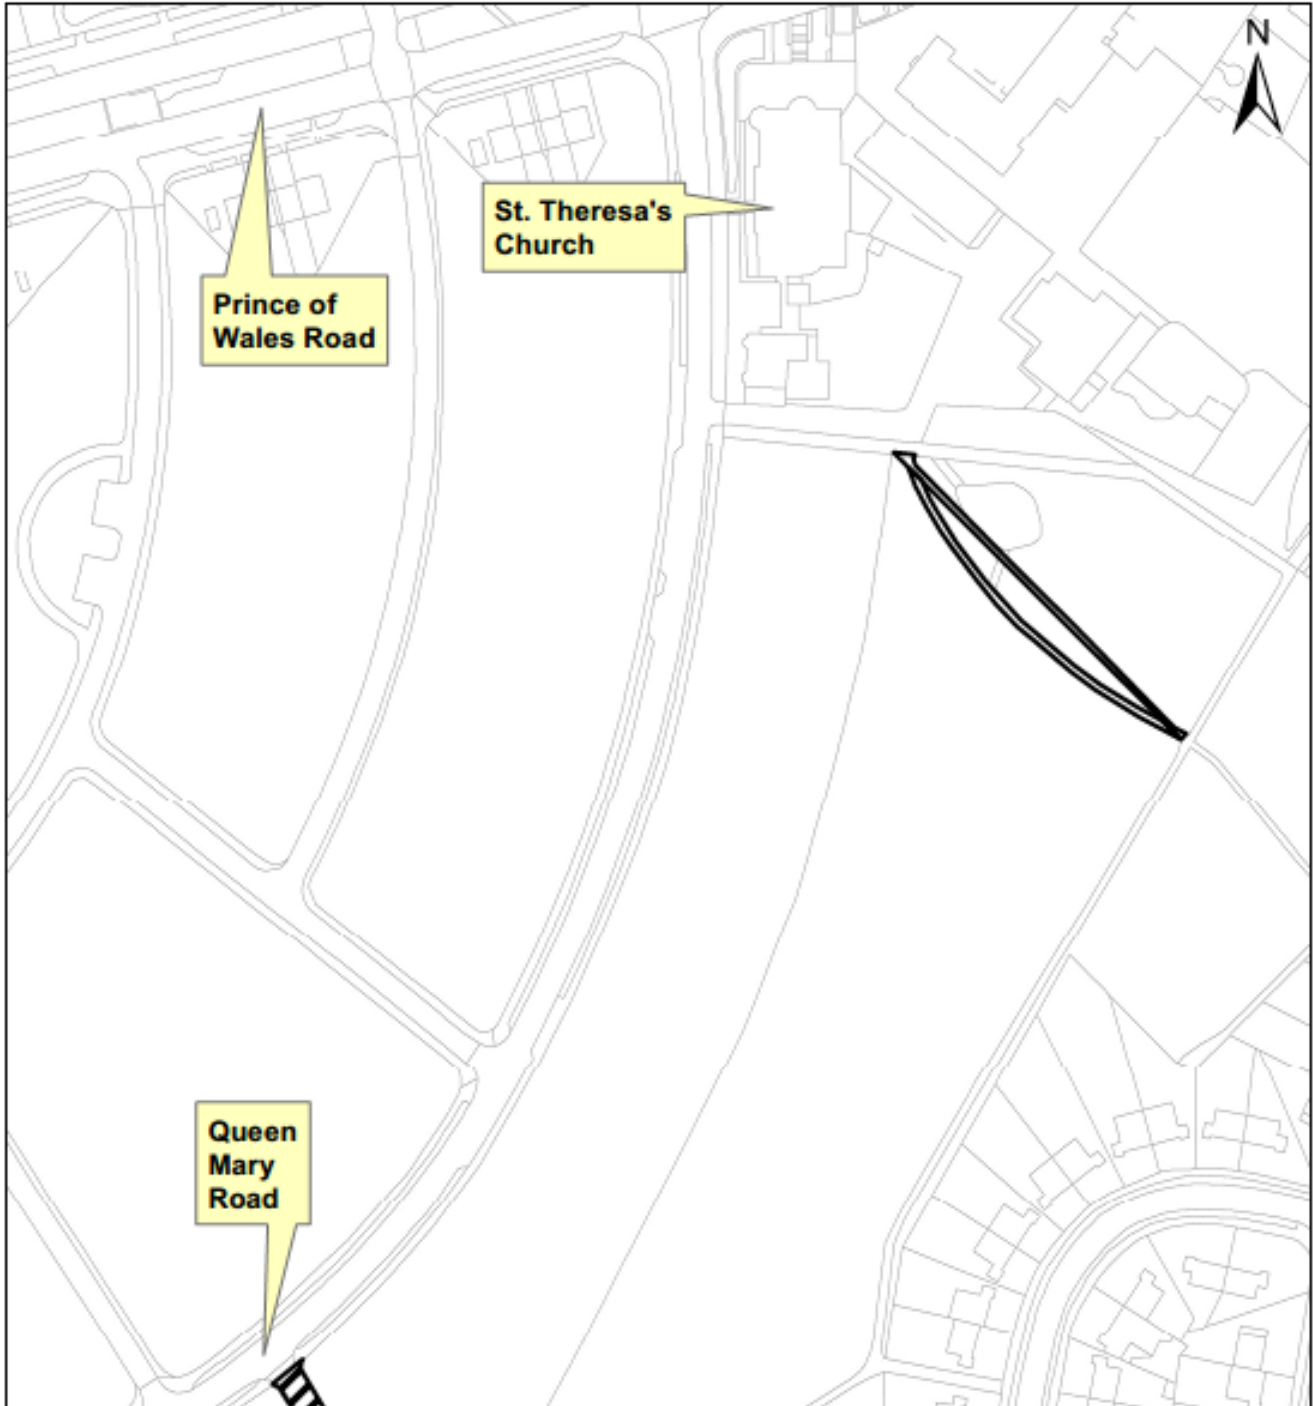 N
St. Theresa's
Church
Prince of
Wales Road
Queen
Mary
Road